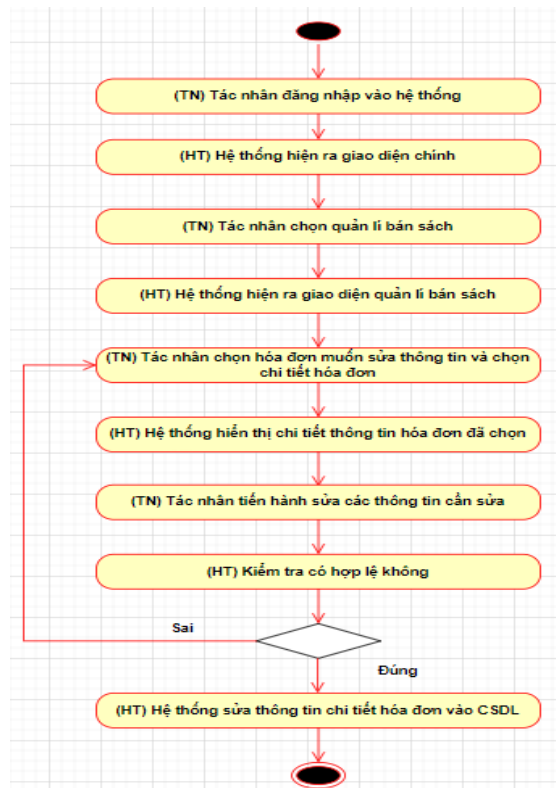 (TN) Tác nhân đăng nhập vào hệ thống
(HT) Hệ thống hiện ra giao diện chính
(TN) Tác nhân chọn quản lí bán sách
(HT) Hệ thống hiện ra giao diện quản lí bán sách
(TN) Tác nhân chọn hóa đơn muốn sửa thông tin và chọn
chi tiết hóa đơn
(HT) Hệ thống hiển thị chi tiết thông tin hóa đơn đã chọn
(TN) Tác nhân tiến hành sửa các thông tin cần sửa
(HT) Kiểm tra có hợp lệ không
Sai
Đúng
(HT) Hệ thống sửa thông tin chi tiết hóa đơn vào CSDL